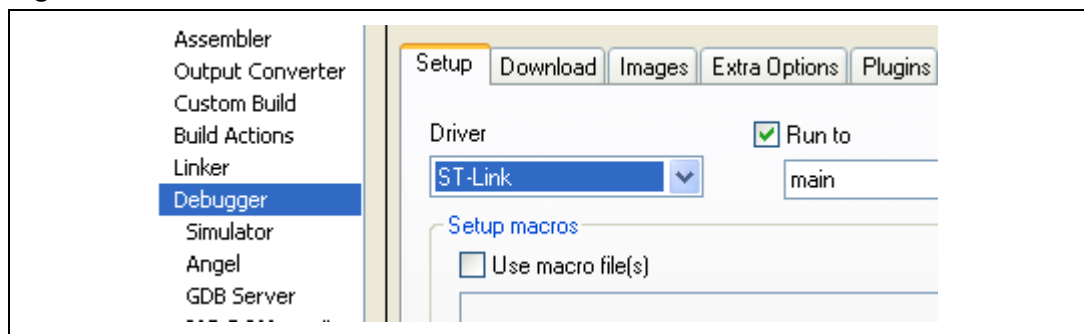 Assembler
Output Converter
Custom Build
Build Actions
Linker
Debugger
Simulator
Angel
GDB Server
Setup Download Images Extra Options Plugins
Driver Run to
ST-Link main
Setup macros
Use macro file(s)